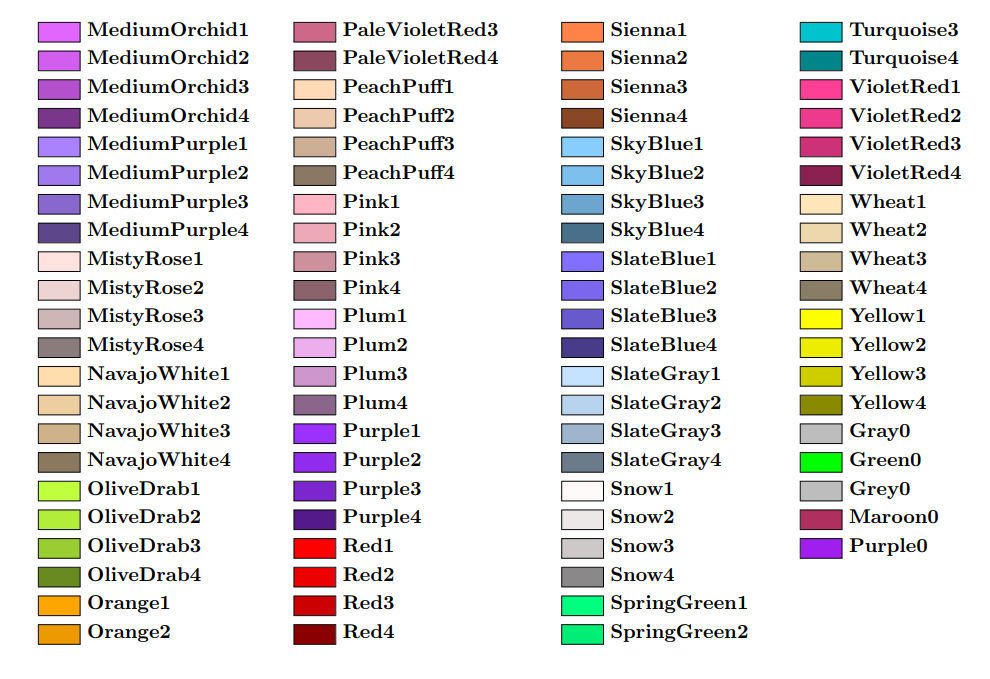 MediumOrchid1
MediumOrchid2
MediumOrchid3
MediumOrchid4
MediumPurple1
MediumPurple2
MediumPurple3
MediumPurple4
MistyRose1
MistyRose2
MistyRose3
MistyRose4
NavajoWhite1
NavajoWhite2
NavajoWhite3
NavajoWhite4
OliveDrab1
OliveDrab2
OliveDrab3
OliveDrab4
Orange1
Orange2
PaleVioletRed3
PaleVioletRed4
PeachPuff1
PeachPuff2
PeachPuff3
PeachPuff4
Pink1
Pink2
Pink3
Pink4
Plum1
Plum2
Plum3
Plum4
Purple1
Purple2
Purple3
Purple4
Red1
Red2
Red3
Red4
Sienna1
Sienna2
Sienna3
Sienna4
SkyBlue1
SkyBlue2
SkyBlue3
SkyBlue4
SlateBlue1
SlateBlue2
SlateBlue3
SlateBlue4
SlateGray1
SlateGray2
SlateGray3
SlateGray4
Snow1
Snow2
Snow3
Snow4
SpringGreen1
SpringGreen2
Turquoise3
Turquoise4
VioletRed1
VioletRed2
VioletRed3
VioletRed4
Wheat1
Wheat2
Wheat3
Wheat4
Yellow1
Yellow2
Yellow3
Yellow4
Gray0
Green0
Grey0
Maroon0
Purple0